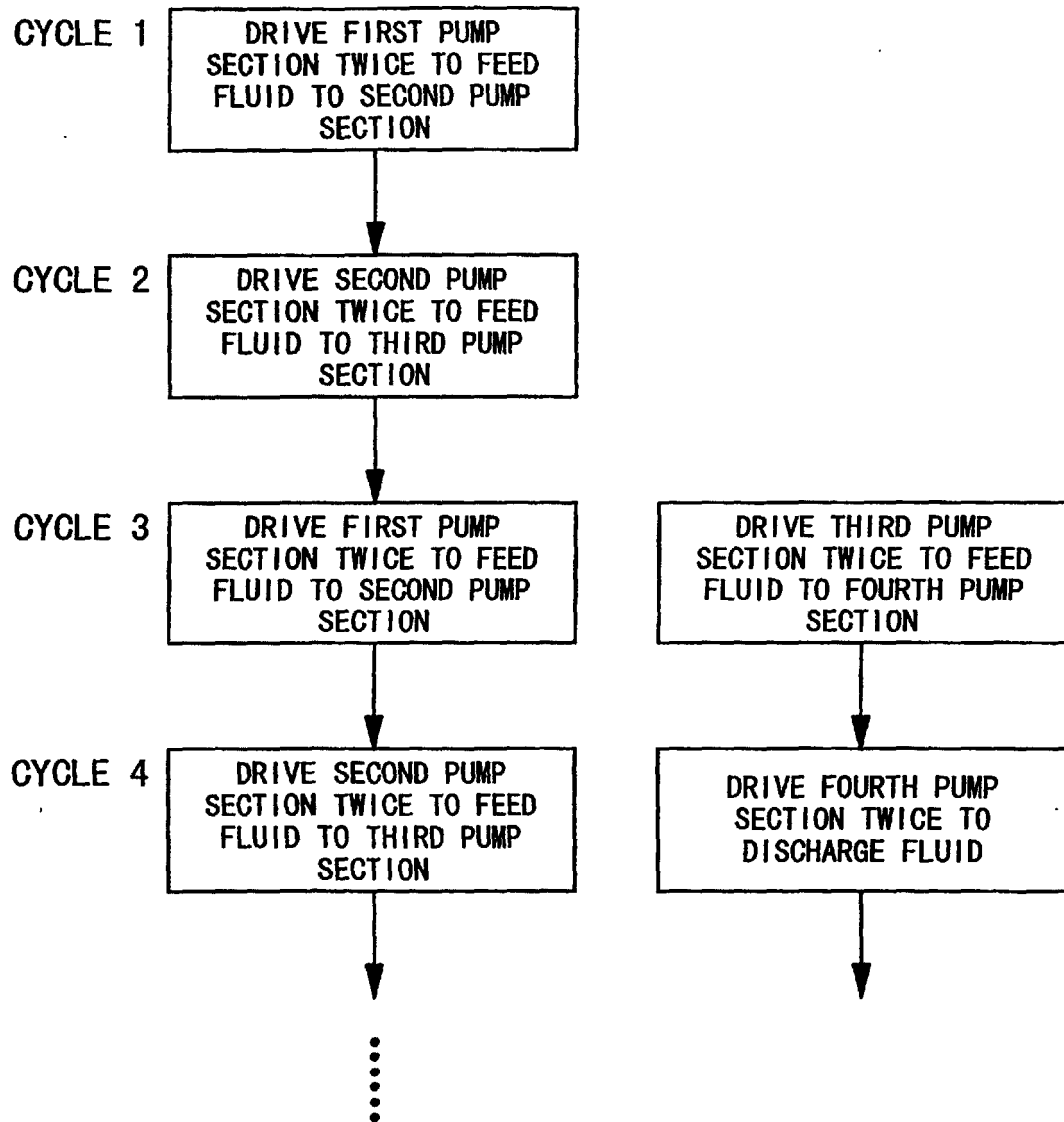 CYCLE 1
DRIVE FIRST PUMP
SECTION TWICE TO FEED
FLUID TO SECOND PUMP
SECTION
CYCLE 2
DRIVE SECOND PUMP
SECTION TWICE TO FEED
FLUID TO THIRD PUMP
SECTION
CYCLE 3
DRIVE FIRST PUMP
SECTION TWICE TO FEED
FLUID TO SECOND PUMP
SECTION
DRIVE THIRD PUMP
SECTION TWICE TO FEED
FLUID TO FOURTH PUMP
SECTION
CYCLE 4
DRIVE SECOND PUMP
SECTION TWICE TO FEED
FLUID TO THIRD PUMP
SECTION
DRIVE FOURTH PUMP
SECTION TWICE TO
DISCHARGE FLUID